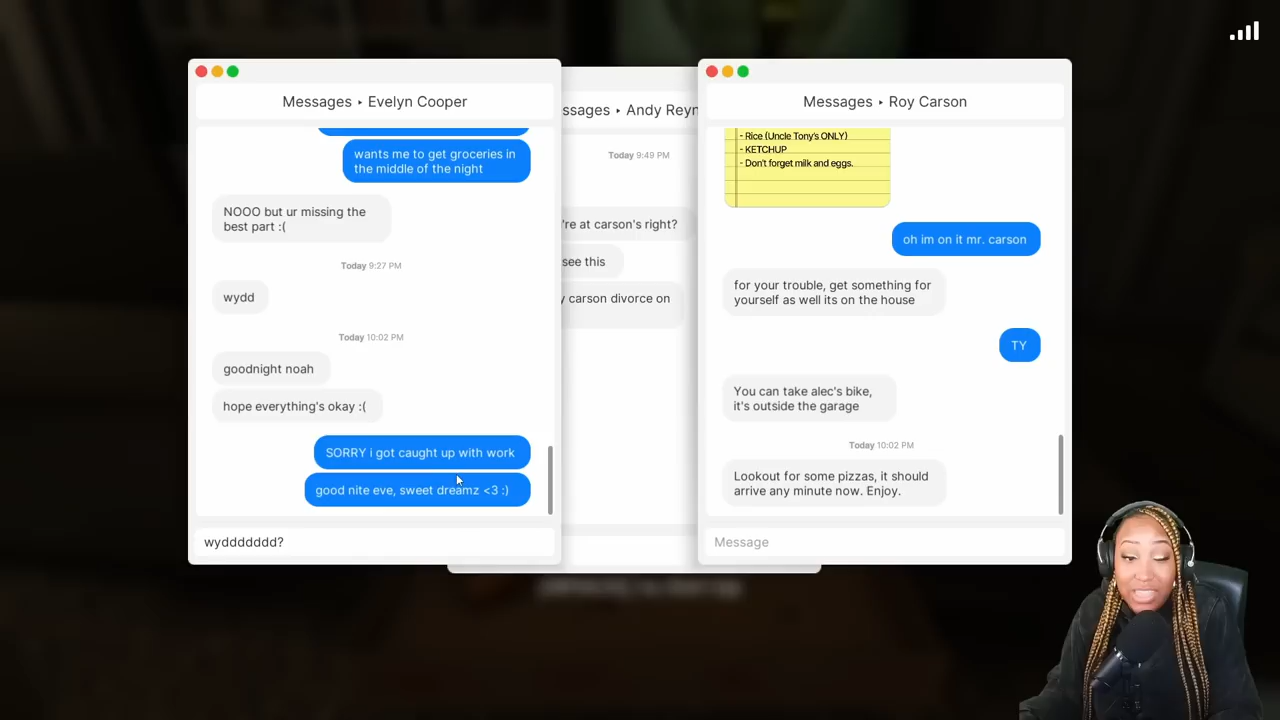 Messages ▸ Evelyn Cooper
wants me to get groceries in
the middle of the night
NOOO but ur missing the
best part :(
Today 9:27 PM
wydd
Today 10:02 PM
goodnight noah
hope everything's okay :(
SORRY i got caught up with work
good nite eve, sweet dreamz <3 :)
wyddddddd?
ssages ▸ Andy Reyn
Today 9:49 PM
're at carson's right?
see this
y carson divorce on
Messages ▸ Roy Carson
- Rice (Uncle Tony's ONLY)
- KETCHUP
- Don't forget milk and eggs.
oh im on it mr. carson
for your trouble, get something for
yourself as well its on the house
TY
You can take alec's bike,
it's outside the garage
Today 10:02 PM
Lookout for some pizzas, it should
arrive any minute now. Enjoy.
Message